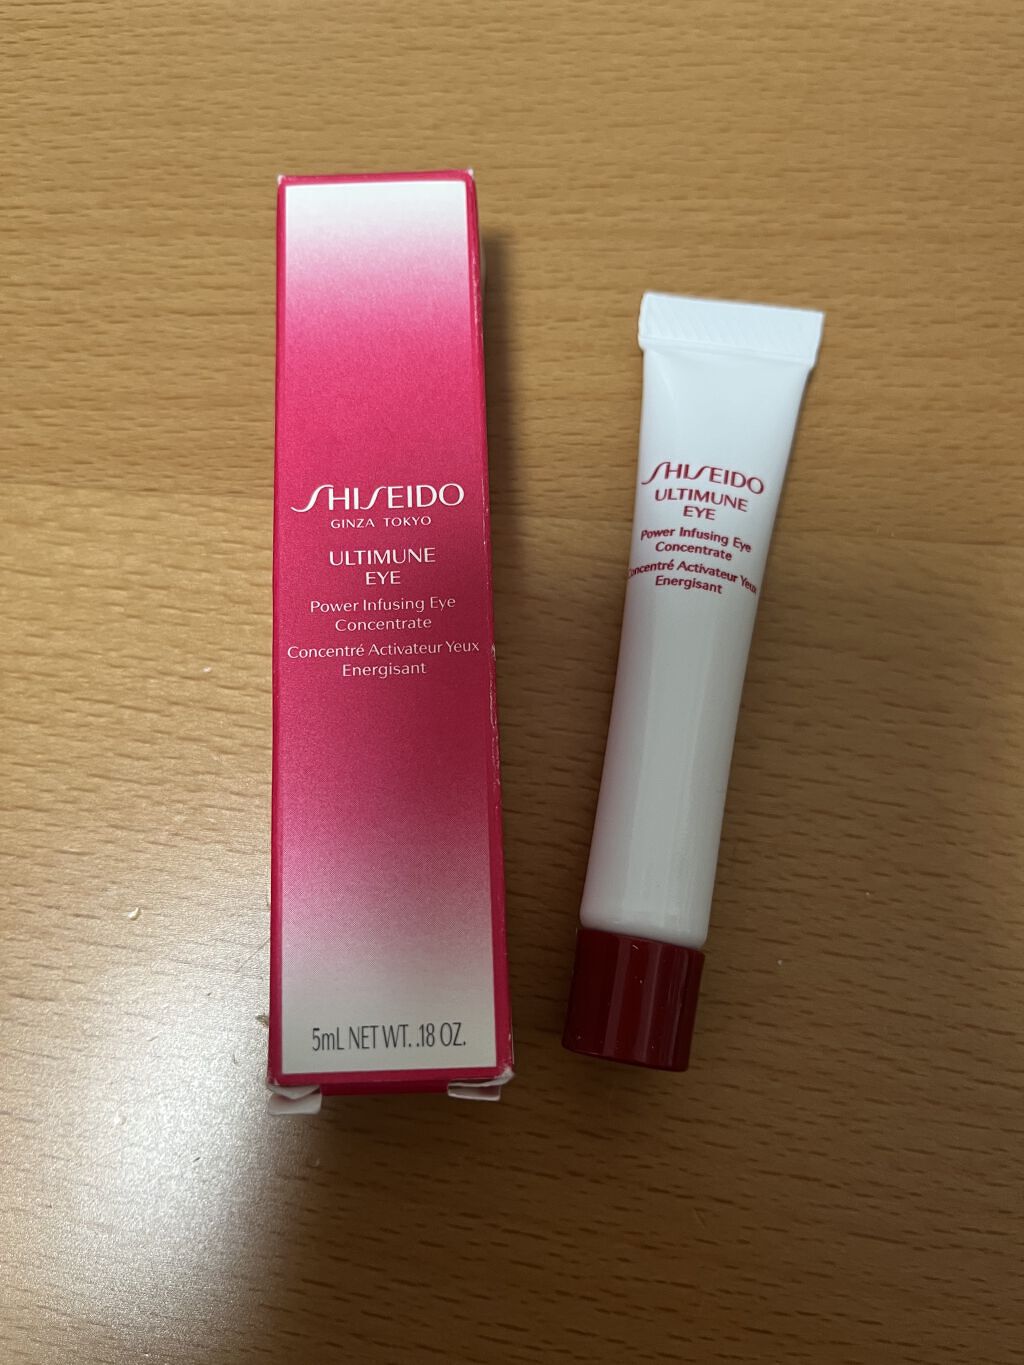 SHISEIDO
GINZA TOKYO
ULTIMUNE
EYE
Power Infusing Eye
Concentrate
Concentré Activateur Yeux
Energisant
5mL NET WT. .18 OZ.
SHISEIDO
ULTIMUNE
EYE
Power Infusing Eye
Concentrate
Concentré Activateur Yeux
Energisant